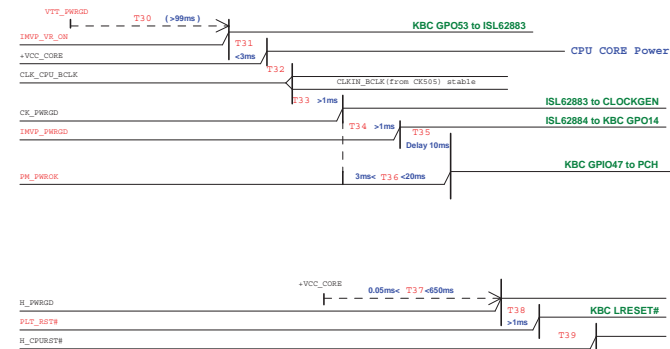 VTT_PWRGD
T30 (>99ms)
KBC GPO53 to ISL62883
IMVP_VR_ON
T31
+VCC_CORE
<3ms
CPU CORE Power
T32
CLK_CPU_BCLK
CLKIN_BCLK(from CK505) stable
T33 >1ms
ISL62883 to CLOCKGEN
CK_PWRGD
T34 >1ms
ISL62884 to KBC GPO14
IMVP_PWRGD
T35
Delay 10ms
KBC GPIO47 to PCH
PM_PWROK
3ms< T36 <20ms
+VCC_CORE
0.05ms< T37 <650ms
H_PWRGD
T38
KBC LRESET#
PLT_RST#
>1ms
T39
H_CPURST#